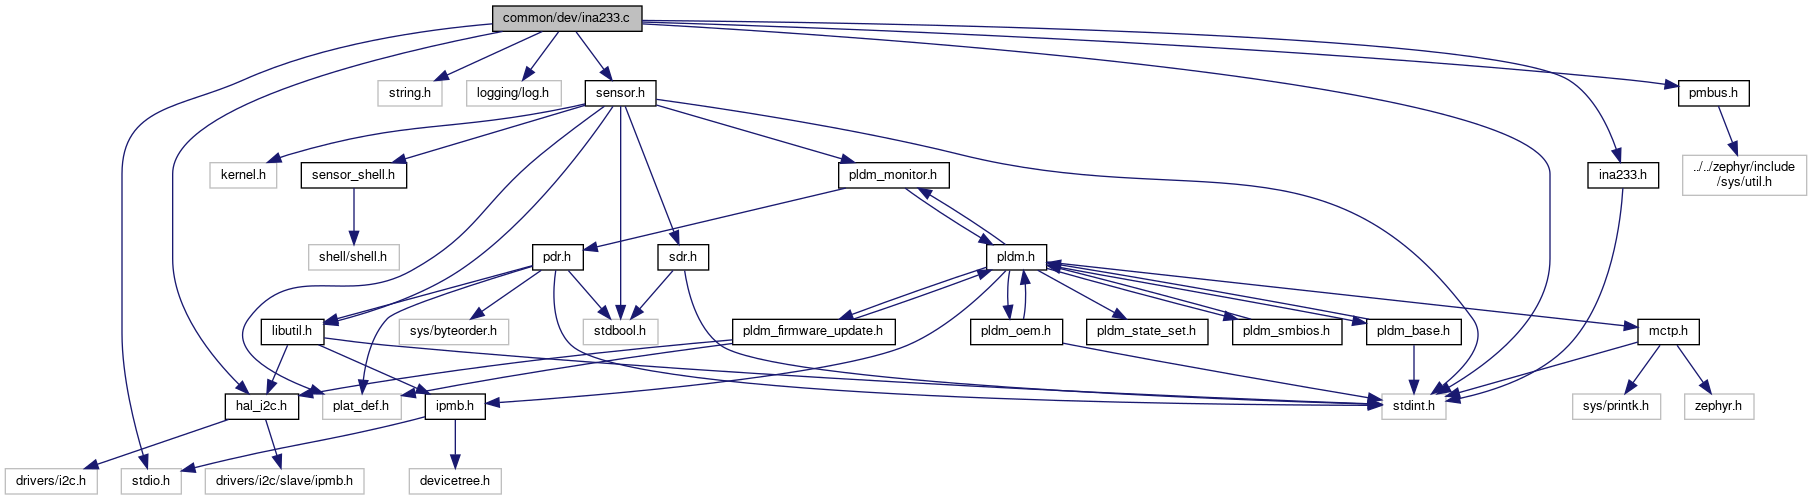 common/dev/ina233.c
string.h
logging/log.h
sensor.h
pmbus.h
kernel.h
sensor_shell.h
pldm_monitor.h
ina233.h
../../zephyr/include
/sys/util.h
shell/shell.h
pdr.h
sdr.h
pldm.h
libutil.h
sys/byteorder.h
stdbool.h
pldm_firmware_update.h
pldm_oem.h
pldm_state_set.h
pldm_smbios.h
pldm_base.h
mctp.h
hal_i2c.h
plat_def.h
ipmb.h
stdint.h
sys/printk.h
zephyr.h
drivers/i2c.h
stdio.h
drivers/i2c/slave/ipmb.h
devicetree.h